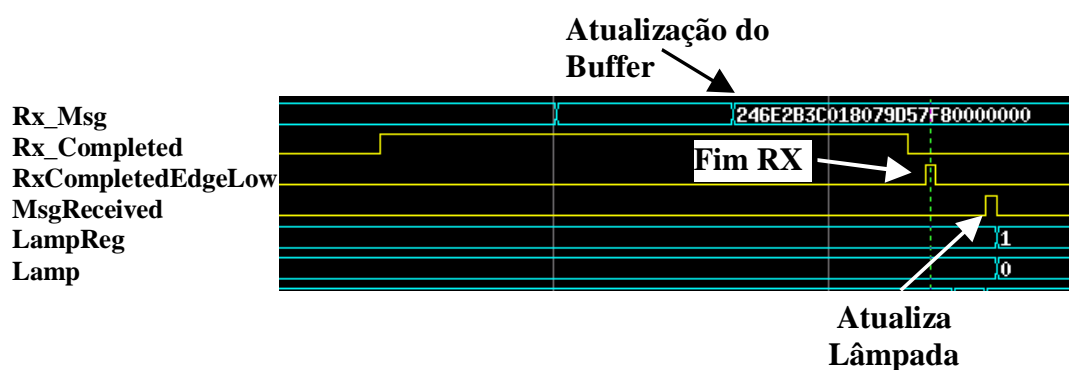 Atualização do
Buffer
Rx_Msg
246E2B3C018079D57F80000000
Rx_Completed
Fim RX
RxCompletedEdgeLow
MsgReceived
LampReg
1
Lamp
0
Atualiza
Lâmpada